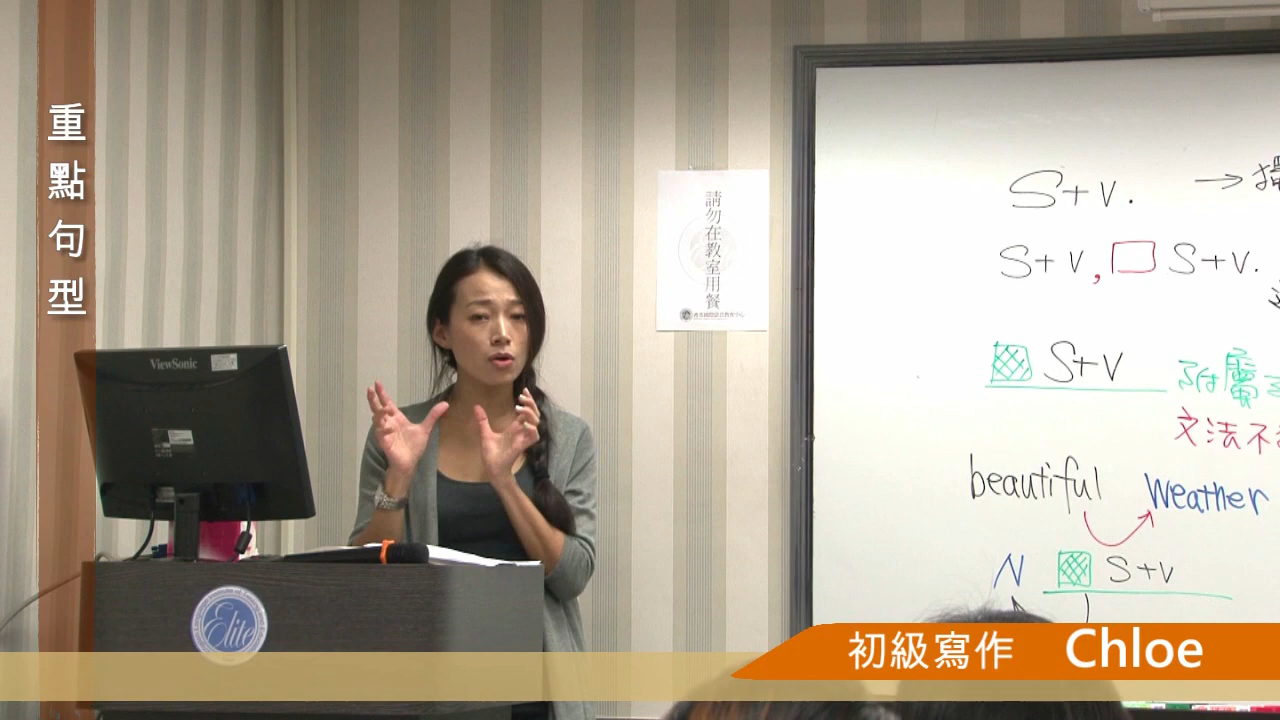 重點句型
ViewSonic
請勿在教室用餐
Elite
S+V. →
S+V, S+V.
S+V 附屬
文法不
beautiful Weather
N S+V
初級寫作 Chloe